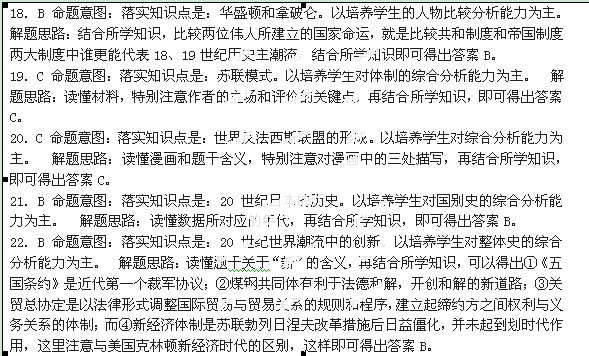 18. B 命题意图：落实知识点是：华盛顿和拿破仑。以培养学生的人物比较分析能力为主。
解题思路：结合所学知识，比较两位伟人所建立的国家命运，就是比较共和制度和帝国制度
两大制度中谁更能代表 18、19 世纪历史主潮流，结合所学知识即可得出答案 B。
19. C 命题意图：落实知识点是：苏联模式。以培养学生对体制的综合分析能力为主。 解
题思路：读懂材料，特别注意作者的立场和评价的关键点，再结合所学知识，即可得出答案
C。
20. C 命题意图：落实知识点是：世界反法西斯联盟的形成。以培养学生对综合分析能力为
主。 解题思路：读懂漫画和题干含义，特别注意对漫画中的三处描写，再结合所学知识，
即可得出答案 C。
21. B 命题意图：落实知识点是：20 世纪日本的历史。以培养学生对国别史的综合分析能
力为主。 解题思路：读懂数据所对应的年代，再结合所学知识，即可得出答案 B。
22. B 命题意图：落实知识点是：20 世纪世界潮流中的创新。以培养学生对整体史的综合
分析能力为主。 解题思路：读懂题干关于“新”的含义，再结合所学知识，可以得出①《五
国条约》是近代第一个裁军协议；②煤钢共同体有利于法德和解，开创和解的新道路；③关
贸总协定是以法律形式调整国际贸易与贸易关系的规则和程序，建立起缔约方之间权利与义
务关系的体制；而④新经济体制是苏联勃列日涅夫改革措施后日益僵化，并未起到划时代作
用，这里注意与美国克林顿新经济时代的区别，这样即可得出答案 B。